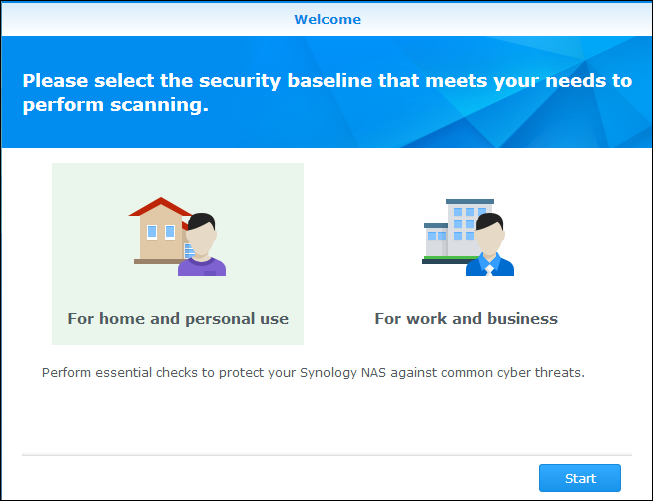 Welcome
Please select the security baseline that meets your needs to
perform scanning.
For home and personal use
For work and business
Perform essential checks to protect your Synology NAS against common cyber threats.
Start